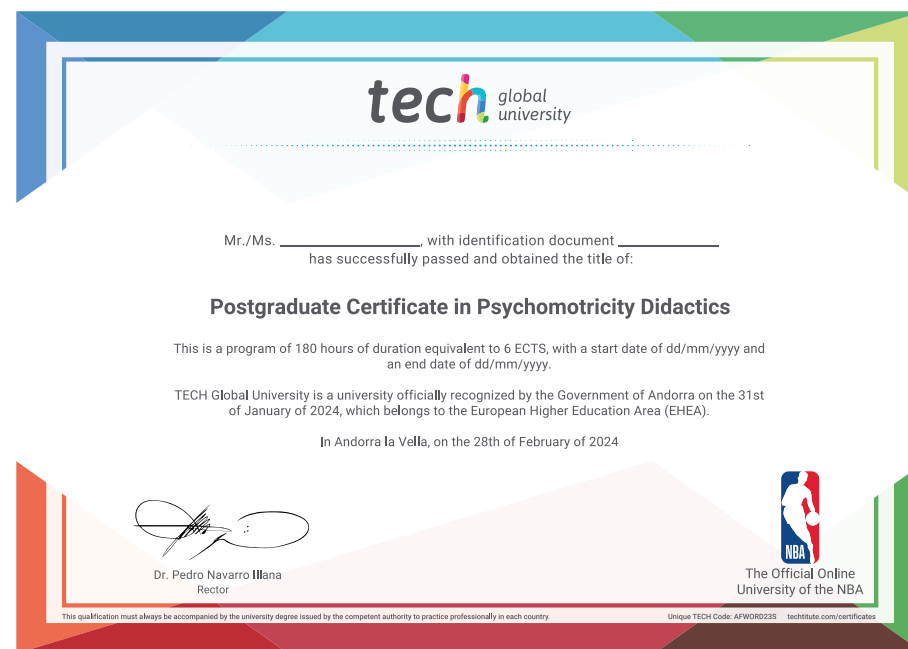 tech global university
Mr./Ms. ____________, with identification document ____________
has successfully passed and obtained the title of:
Postgraduate Certificate in Psychomotricity Didactics
This is a program of 180 hours of duration equivalent to 6 ECTS, with a start date of dd/mm/yyyy and
an end date of dd/mm/yyyy.
TECH Global University is a university officially recognized by the Government of Andorra on the 31st
of January of 2024, which belongs to the European Higher Education Area (EHEA).
In Andorra la Vella, on the 28th of February of 2024
NBA
Dr. Pedro Navarro Illana
Rector
The Official Online
University of the NBA
This qualification must always be accompanied by the university degree issued by the competent authority to practice professionally in each country.
Unique TECH Code: AFWORD23S techtitute.com/certificates